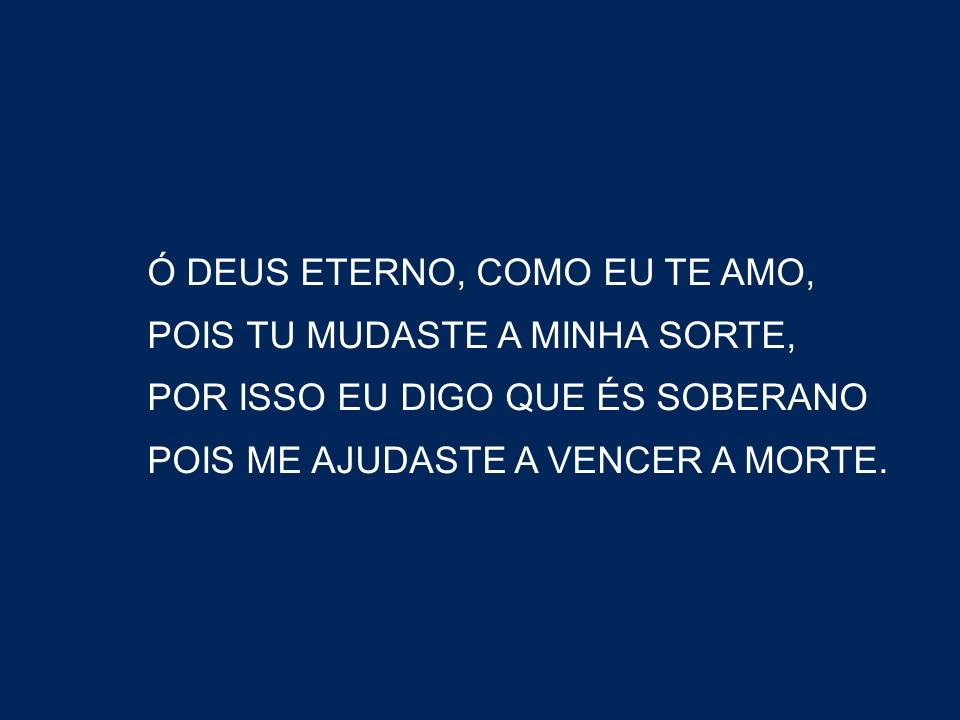 Ó DEUS ETERNO, COMO EU TE AMO,
POIS TU MUDASTE A MINHA SORTE,
POR ISSO EU DIGO QUE ÉS SOBERANO
POIS ME AJUDASTE A VENCER A MORTE.